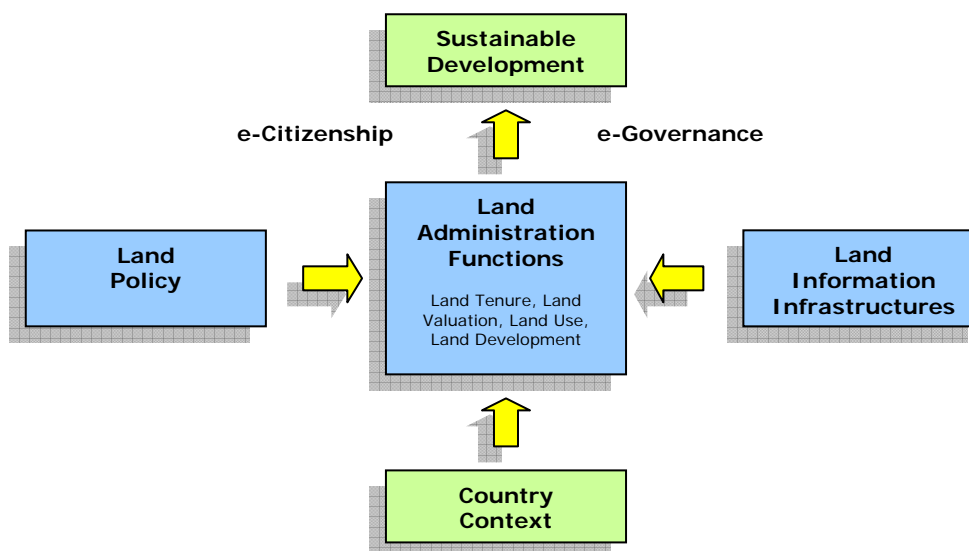 Sustainable
Development
e-Citizenship
e-Governance
Land
Administration
Functions
Land Tenure, Land
Valuation, Land Use,
Land Development
Land
Policy
Land
Information
Infrastructures
Country
Context